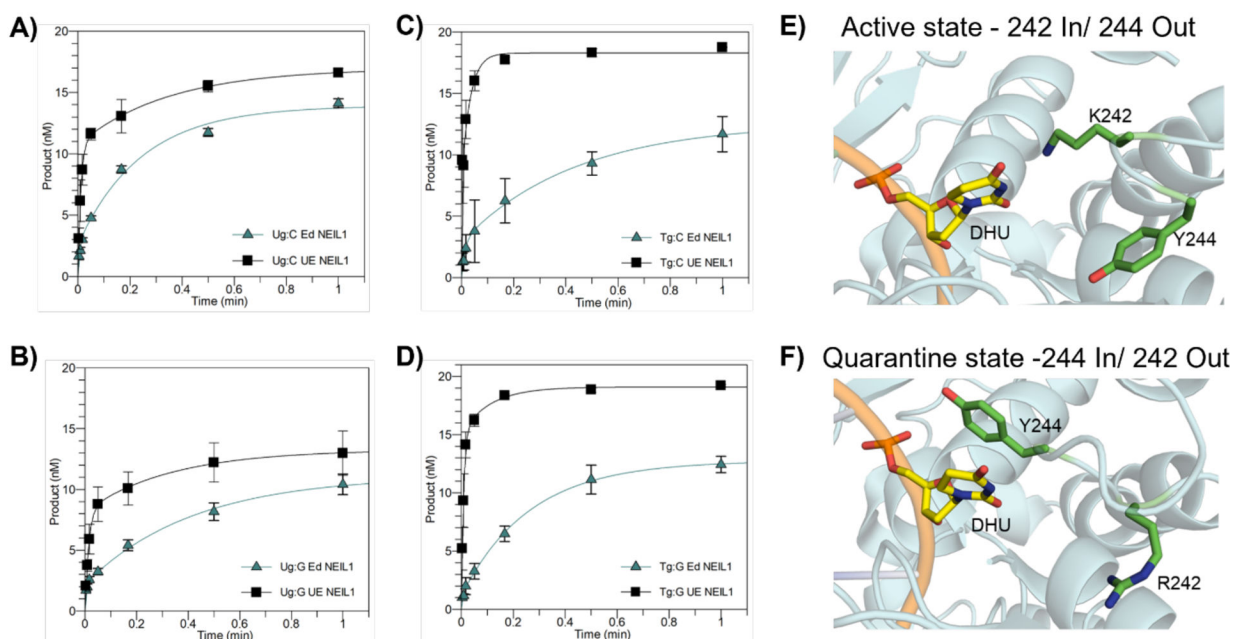 A)
Product (nM)
20
15
10
5
0
Ug:C Ed NEIL1
Ug:C UE NEIL1
0
0.2
0.4
0.6
0.8
1
Time (min)
B)
Product (nM)
20
15
10
5
0
Ug:G Ed NEIL1
Ug:G UE NEIL1
0
0.2
0.4
0.6
0.8
1
Time (min)
C)
Product (nM)
20
15
10
5
0
Tg:C Ed NEIL1
Tg:C UE NEIL1
0
0.2
0.4
0.6
0.8
1
Time (min)
D)
Product (nM)
20
15
10
5
0
Tg:G Ed NEIL1
Tg:G UE NEIL1
0
0.2
0.4
0.6
0.8
1
Time (min)
E) Active state - 242 In/ 244 Out
K242
DHU
Y244
F) Quarantine state -244 In/ 242 Out
Y244
DHU
R242